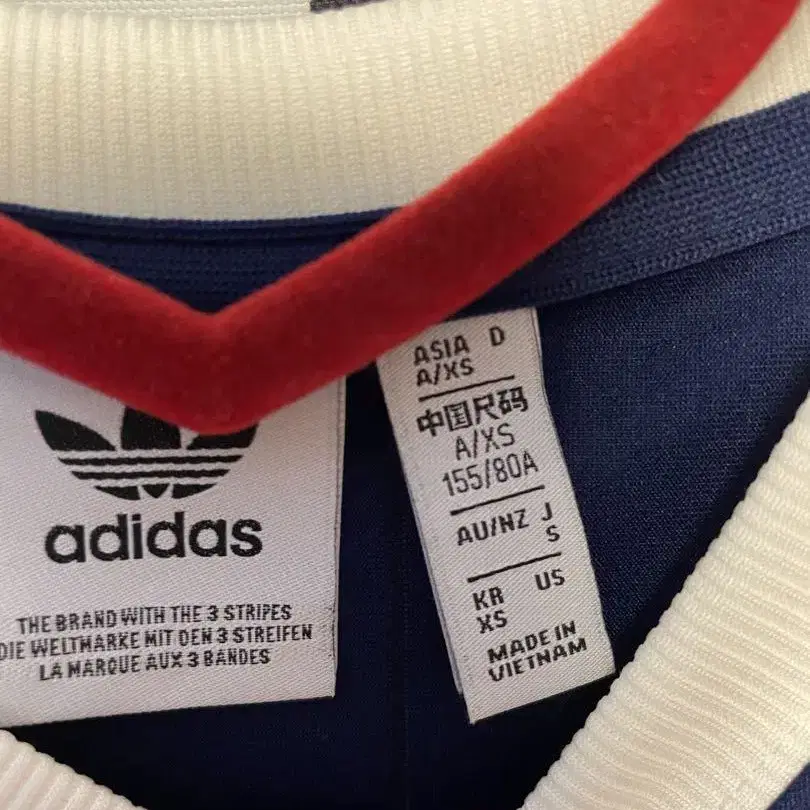 adidas
THE BRAND WITH THE 3 STRIPES
DIE WELTMARKE MIT DEN 3 STREIFEN
LA MARQUE AUX 3 BANDES
ASIA D
A/XS
中国尺码
A/XS
155/80A
AU/NZ J
S
KR US
XS
MADE IN
VIETNAM